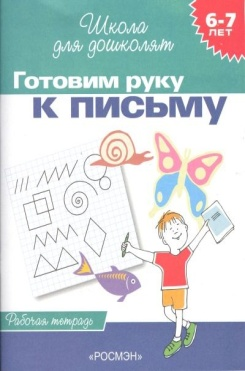 Школа
для дошколят
6-7
ЛЕТ
Готовим руку
к письму
Рабочая тетрадь
«РОСМЭН»